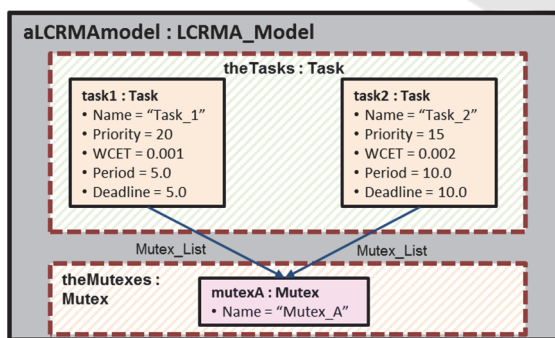 aLCRMAmodel : LCRMA_Model
theTasks : Task
task1 : Task
• Name = “Task_1”
• Priority = 20
• WCET = 0.001
• Period = 5.0
• Deadline = 5.0
task2 : Task
• Name = “Task_2”
• Priority = 15
• WCET = 0.002
• Period = 10.0
• Deadline = 10.0
Mutex_List
Mutex_List
theMutexes :
Mutex
mutexA : Mutex
• Name = “Mutex_A”